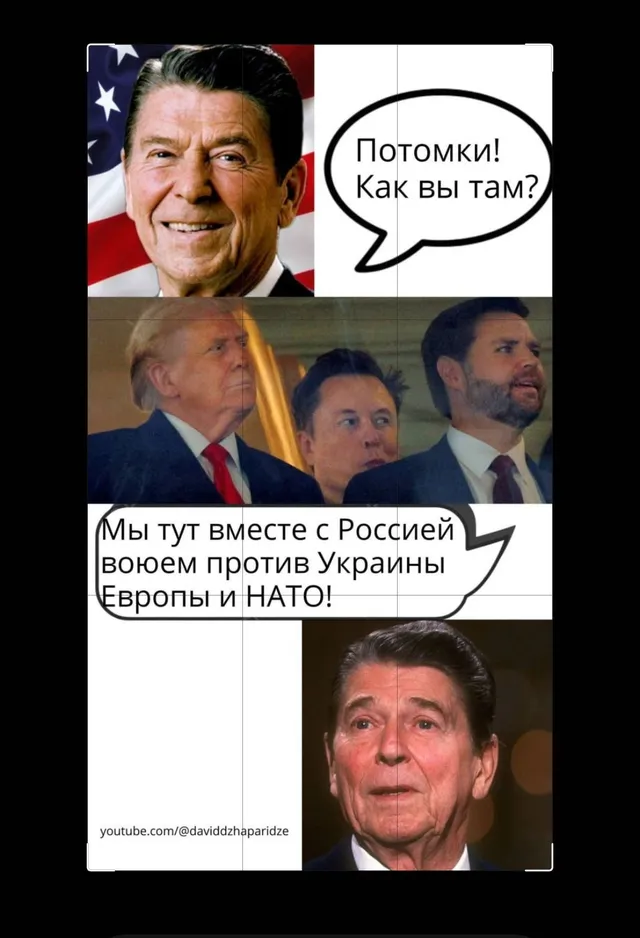 Потомки!
Как вы там?
Мы тут вместе с Россией
воюем против Украины
Европы и НАТО!
youtube.com/@daviddzhaparidze